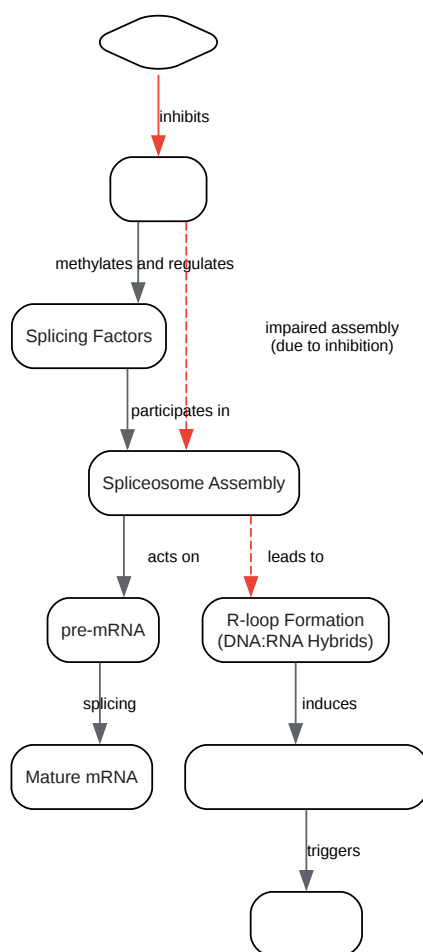 inhibits
methylates and regulates
Splicing Factors
impaired assembly
(due to inhibition)
participates in
Spliceosome Assembly
acts on
leads to
pre-mRNA
R-loop Formation
(DNA:RNA Hybrids)
splicing
induces
Mature mRNA
triggers